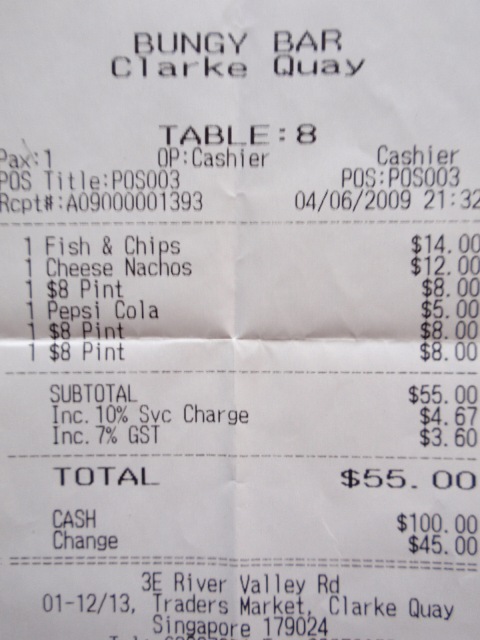 BUNGY BAR
Clarke Quay
TABLE:8
Pax:1 OP:Cashier Cashier
POS Title:POS003 POS:POS003
Rcpt#:A09000001393 04/06/2009 21:32
1 Fish & Chips $14.00
1 Cheese Nachos $12.00
1 $8 Pint $8.00
1 Pepsi Cola $5.00
1 $8 Pint $8.00
1 $8 Pint $8.00
SUBTOTAL $55.00
Inc. 10% Svc Charge $4.67
Inc. 7% GST $3.60
TOTAL $55.00
CASH $100.00
Change $45.00
3E River Valley Rd
01-12/13, Traders Market, Clarke Quay
Singapore 179024